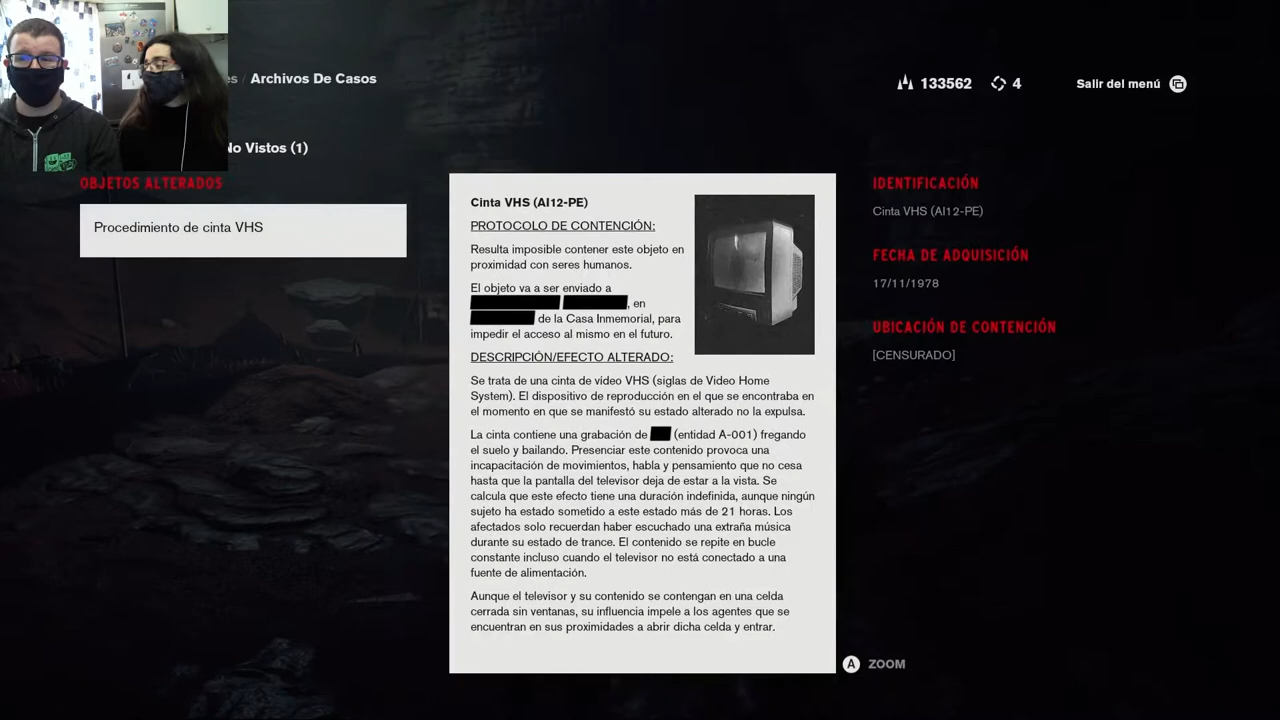 es / Archivos De Casos
133562
4
Salir del menú
No Vistos (1)
OBJETOS ALTERADOS
Procedimiento de cinta VHS
Cinta VHS (AI12-PE)
PROTOCOLO DE CONTENCIÓN:
Resulta imposible contener este objeto en
proximidad con seres humanos.
El objeto va a ser enviado a
, en
de la Casa Inmemorial, para
impedir el acceso al mismo en el futuro.
DESCRIPCIÓN/EFECTO ALTERADO:
Se trata de una cinta de vídeo VHS (siglas de Video Home
System). El dispositivo de reproducción en el que se encontraba en
el momento en que se manifestó su estado alterado no la expulsa.
La cinta contiene una grabación de (entidad A-001) fregando
el suelo y bailando. Presenciar este contenido provoca una
incapacitación de movimientos, habla y pensamiento que no cesa
hasta que la pantalla del televisor deja de estar a la vista. Se
calcula que este efecto tiene una duración indefinida, aunque ningún
sujeto ha estado sometido a este estado más de 21 horas. Los
afectados solo recuerdan haber escuchado una extraña música
durante su estado de trance. El contenido se repite en bucle
constante incluso cuando el televisor no está conectado a una
fuente de alimentación.
Aunque el televisor y su contenido se contengan en una celda
cerrada sin ventanas, su influencia impele a los agentes que se
encuentran en sus proximidades a abrir dicha celda y entrar.
IDENTIFICACIÓN
Cinta VHS (AI12-PE)
FECHA DE ADQUISICIÓN
17/11/1978
UBICACIÓN DE CONTENCIÓN
[CENSURADO]
A ZOOM